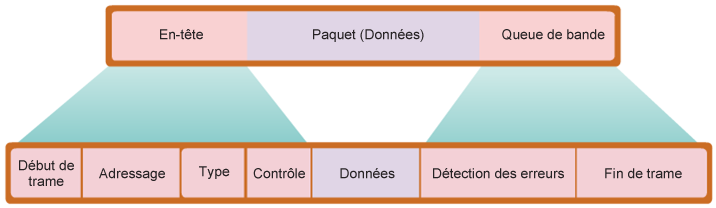 En-tête
Paquet (Données)
Queue de bande
Début de
trame
Adressage
Type
Contrôle
Données
Détection des erreurs
Fin de trame